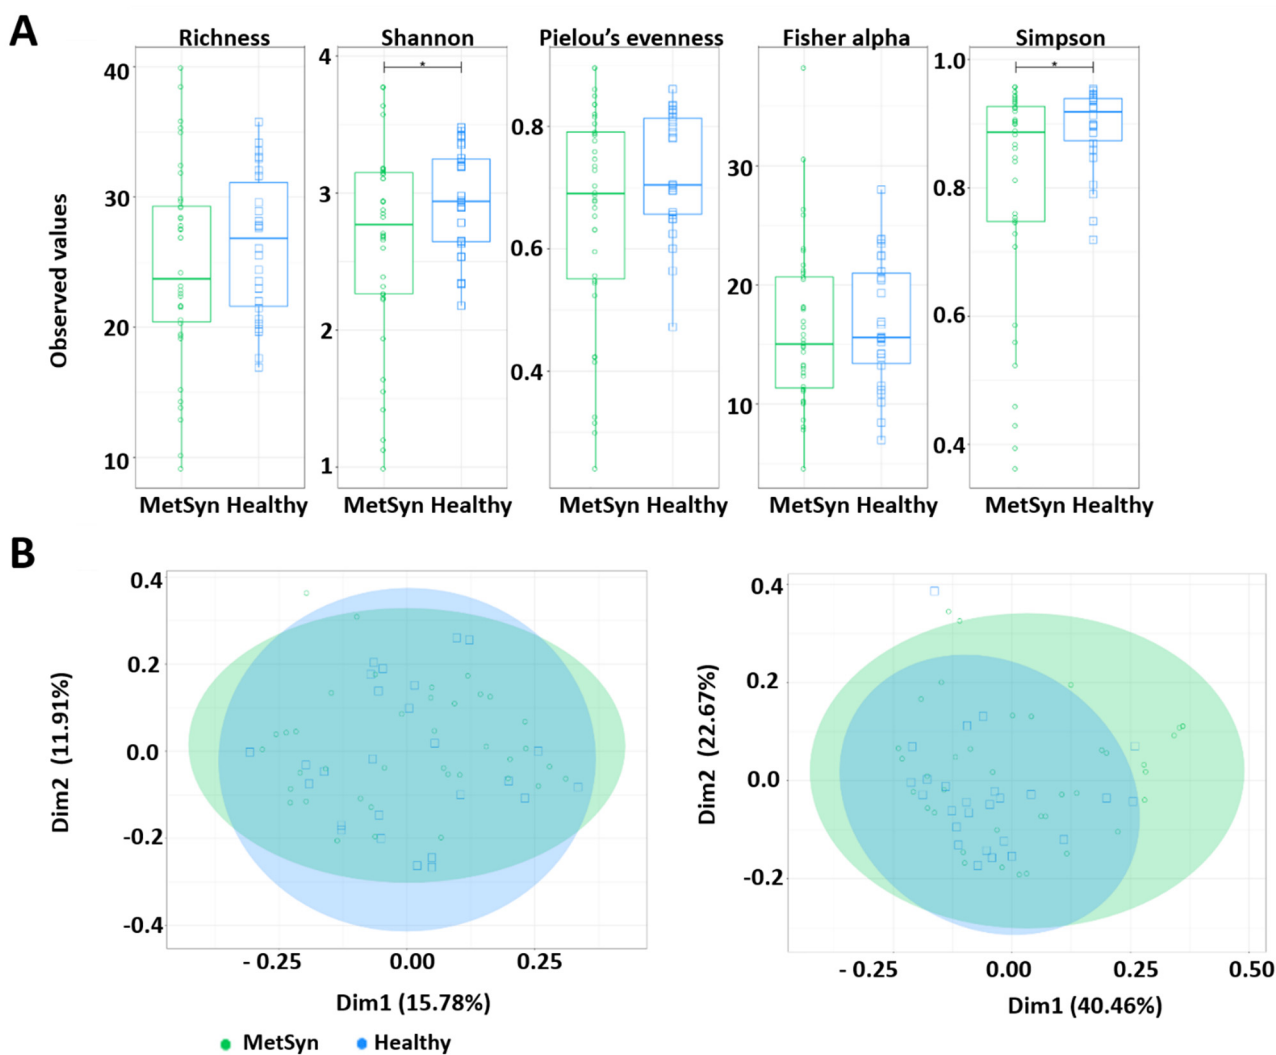 A
Richness
Shannon
Pielou's evenness
Fisher alpha
Simpson
Observed values
40
30
20
10
4
3
2
1
0.8
0.6
0.4
30
20
10
1.0
0.8
0.6
0.4
*
*
MetSyn Healthy
MetSyn Healthy
MetSyn Healthy
MetSyn Healthy
MetSyn Healthy
B
Dim2 (11.91%)
0.4
0.2
0.0
-0.2
-0.4
- 0.25
0.00
0.25
Dim1 (15.78%)
Dim2 (22.67%)
0.4
0.2
0.0
-0.2
- 0.25
0.00
0.25
0.50
Dim1 (40.46%)
MetSyn
Healthy